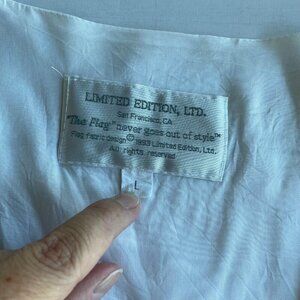 LIMITED EDITION, LTD.
San Francisco, CA
"The Flag" never goes out of style™
Flag fabric design © 1993 Limited Edition, Ltd.
All rights reserved
L